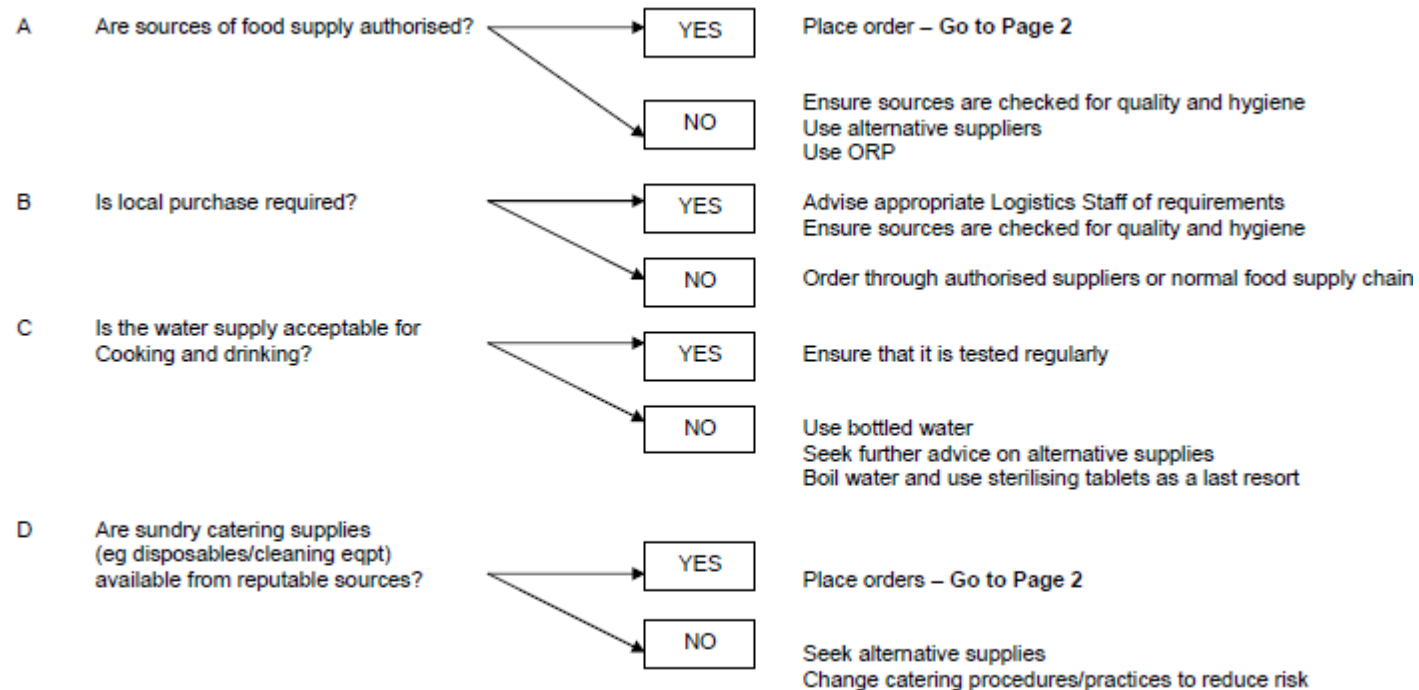 A Are sources of food supply authorised? YES Place order – Go to Page 2
NO Ensure sources are checked for quality and hygiene
Use alternative suppliers
Use ORP
B Is local purchase required? YES Advise appropriate Logistics Staff of requirements
Ensure sources are checked for quality and hygiene
NO Order through authorised suppliers or normal food supply chain
C Is the water supply acceptable for
Cooking and drinking? YES Ensure that it is tested regularly
NO Use bottled water
Seek further advice on alternative supplies
Boil water and use sterilising tablets as a last resort
D Are sundry catering supplies
(eg disposables/cleaning eqpt)
available from reputable sources? YES Place orders – Go to Page 2
NO Seek alternative supplies
Change catering procedures/practices to reduce risk